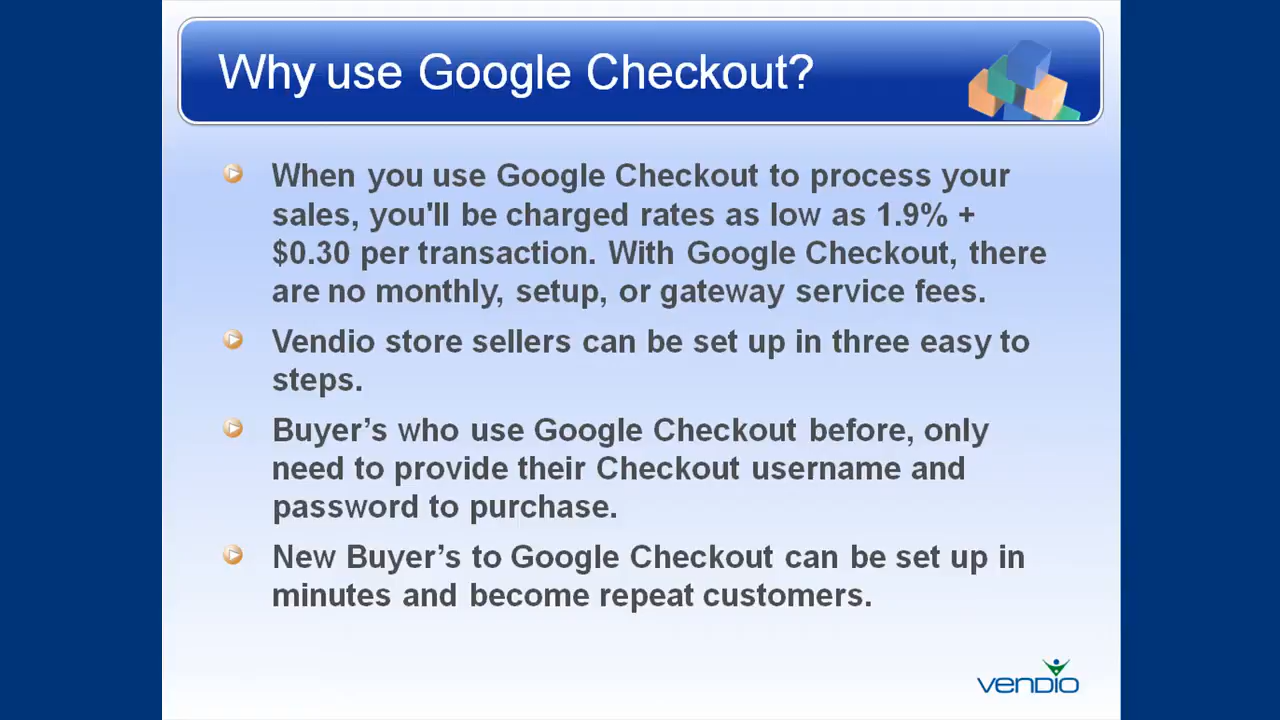 Why use Google Checkout?
When you use Google Checkout to process your
sales, you'll be charged rates as low as 1.9% +
$0.30 per transaction. With Google Checkout, there
are no monthly, setup, or gateway service fees.
Vendio store sellers can be set up in three easy to
steps.
Buyer’s who use Google Checkout before, only
need to provide their Checkout username and
password to purchase.
New Buyer’s to Google Checkout can be set up in
minutes and become repeat customers.
VENDIO